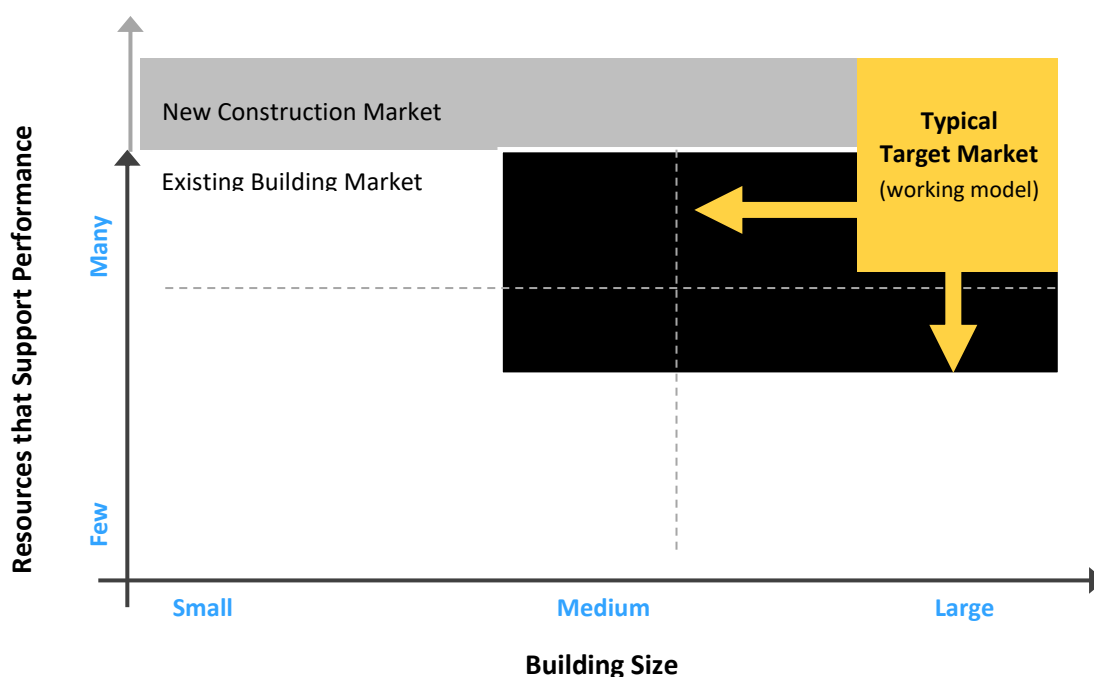 New Construction Market
Typical
Target Market
(working model)
Existing Building Market
Resources that Support Performance
Many
Few
Small
Medium
Large
Building Size